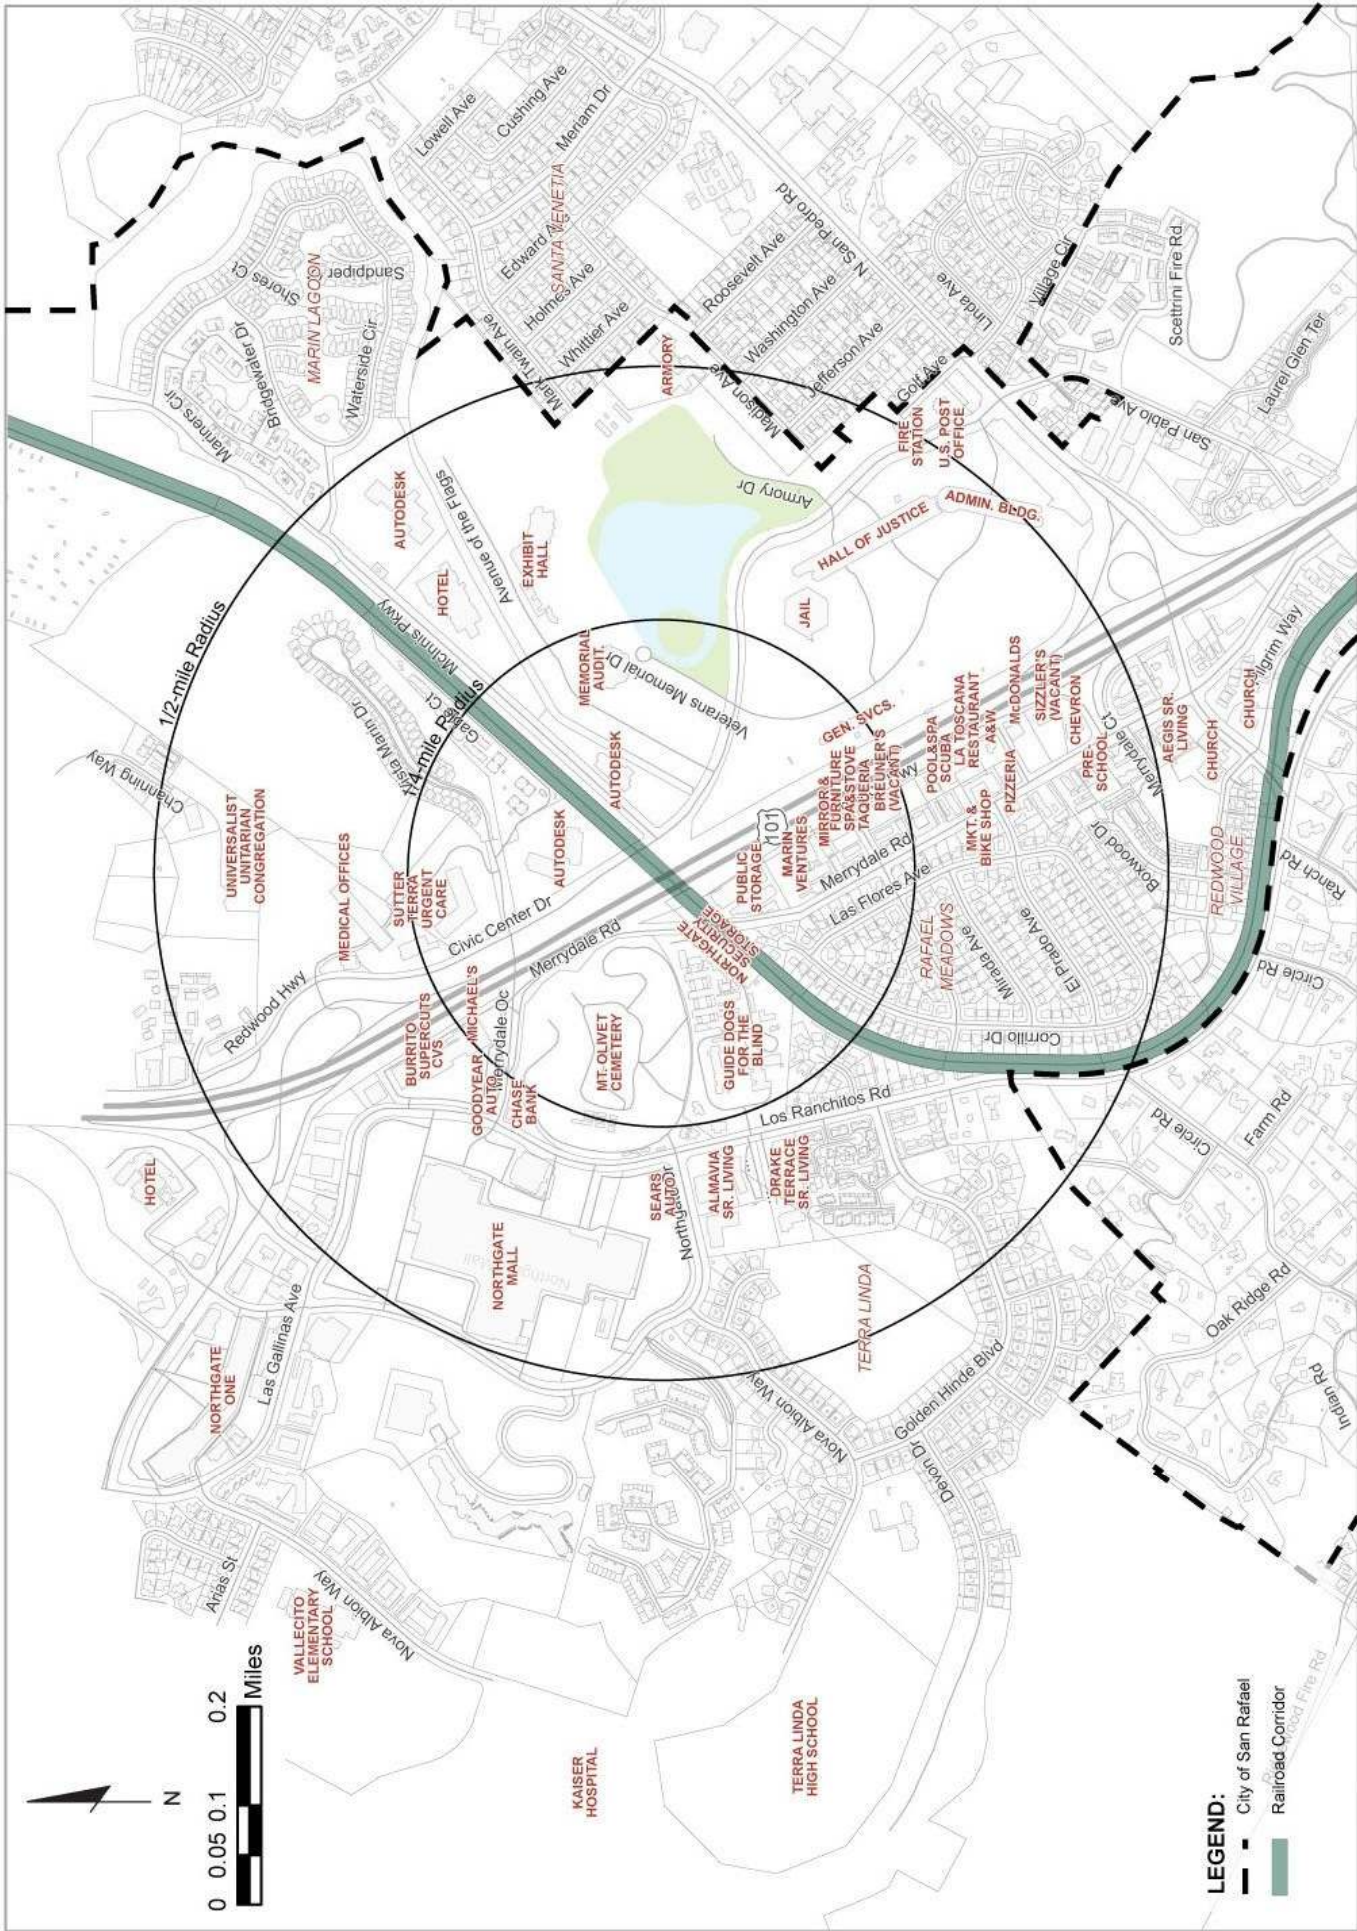 Lowell Ave
Cushing Ave
Meriam Dr
SANTA VENETIA
Holmes Ave
Whittier Ave
Mark Twain Ave
Shores Ct
Sandpiper
MARIN LAGOON
Bridgewater Dr
Waterside Cir
Mariners Cir
N San Pedro Rd
Roosevelt Ave
Washington Ave
Jefferson Ave
Madison Ave
Golf Ave
Linda Ave
Village Cir
Scettrini Fire Rd
Laurel Glen Ter
San Pablo Ave
ARMORY
FIRE
STATION
U.S. POST
OFFICE
ADMIN. BLDG.
HALL OF JUSTICE
JAIL
Armory Dr
AUTODESK
Avenue of the Flags
EXHIBIT
HALL
HOTEL
McInnis Pkwy
MEMORIAL
AUDIT.
Veterans Memorial Dr
1/2-mile Radius
1/4-mile Radius
Vista Marin Dr
Channing Way
AUTODESK
AUTODESK
GEN. SVCS.
101
MIRROR &
FURNITURE
SPA&STOVE
TAQUERIA
BREUNER'S
(VACANT)
POOL&SPA
SCUBA
LA TOSCANA
RESTAURANT
A&W
McDONALDS
SIZZLER'S
(VACANT)
CHEVRON
PIZZERIA
PRE-
SCHOOL
MKT. &
BIKE SHOP
AEGIS SR.
LIVING
CHURCH
CHURCH
Pilgrim Way
Merrydale Ct
Boxwood Dr
REDWOOD
VILLAGE
Ranch Rd
Circle Rd
UNIVERSALIST
UNITARIAN
CONGREGATION
MEDICAL OFFICES
SUTTER
TERRA
URGENT
CARE
Civic Center Dr
Merrydale Rd
Redwood Hwy
PUBLIC
STORAGE
MARIN
VENTURES
Merrydale Rd
Las Flores Ave
RAFAEL
MEADOWS
Mirada Ave
El Prado Ave
Corrillo Dr
NORTHGATE
SECURITY
STORAGE
BURRITO
SUPERCUTS
CVS
MICHAEL'S
GOODYEAR
AUTO
Merrydale Oc
CHASE
BANK
MT. OLIVET
CEMETERY
GUIDE DOGS
FOR THE
BLIND
Los Ranchitos Rd
HOTEL
NORTHGATE
MALL
SEARS
AUTO
ALMAVIA
SR. LIVING
DRAKE
TERRACE
SR. LIVING
TERRA LINDA
Circle Rd
Farm Rd
Oak Ridge Rd
Indian Rd
NORTHGATE
ONE
Las Gallinas Ave
Nova Albion Way
Golden Hinde Blvd
Devon Dr
Arias St
Nova Albion Way
VALLECITO
ELEMENTARY
SCHOOL
KAISER
HOSPITAL
TERRA LINDA
HIGH SCHOOL
N
0 0.05 0.1 0.2
Miles
LEGEND:
City of San Rafael
Railroad Corridor